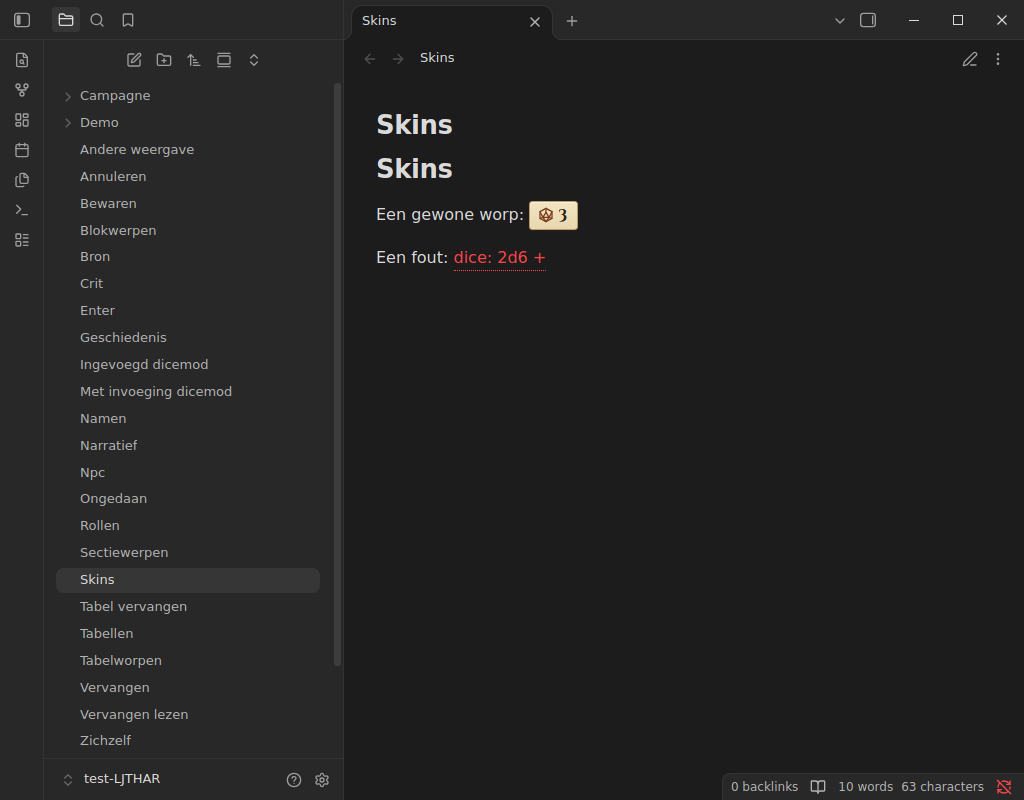 Skins
Skins
Campagne
Demo
Andere weergave
Annuleren
Bewaren
Blokwerpen
Bron
Crit
Enter
Geschiedenis
Ingevoegd dicemod
Met invoeging dicemod
Namen
Narratief
Npc
Ongedaan
Rollen
Sectiewerpen
Skins
Tabel vervangen
Tabellen
Tabelworpen
Vervangen
Vervangen lezen
Zichzelf
test-LJTHAR
Skins
Skins
Een gewone worp: 3
Een fout: dice: 2d6 +
0 backlinks 10 words 63 characters